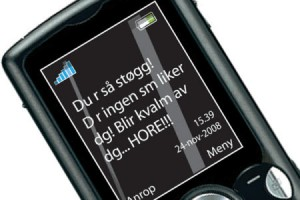 Du r så støgg!
D r ingen sm liker
dg! Blir kvalm av
dg...HORE!!!
15.39
24-nov-2008
Anrop
Meny